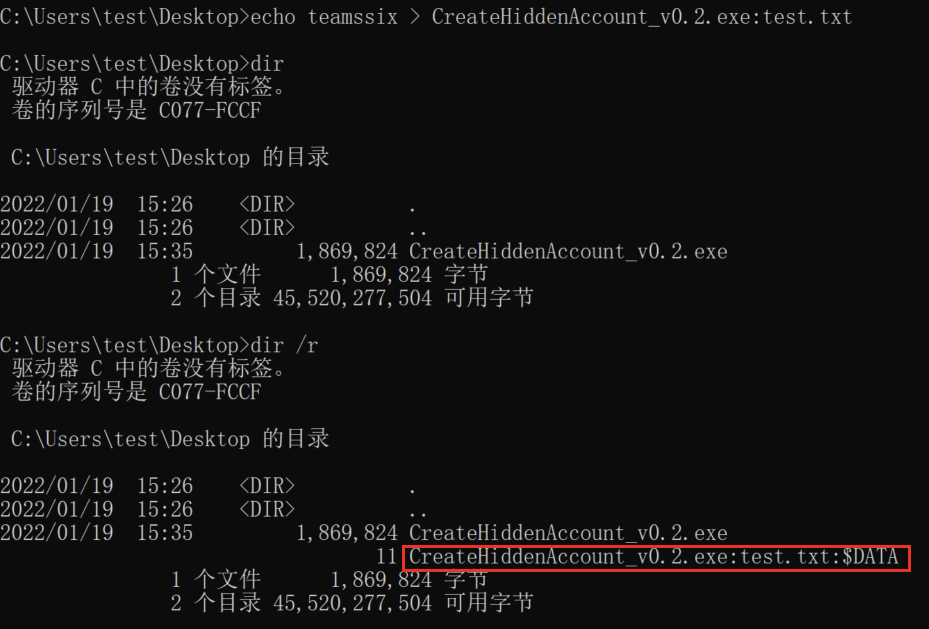 C:\Users\test\Desktop>echo teamssix > CreateHiddenAccount_v0.2.exe:test.txt
C:\Users\test\Desktop>dir
驱动器 C 中的卷没有标签。
卷的序列号是 C077-FCCF
C:\Users\test\Desktop 的目录
2022/01/19  15:26    <DIR>          .
2022/01/19  15:26    <DIR>          ..
2022/01/19  15:35         1,869,824 CreateHiddenAccount_v0.2.exe
1 个文件      1,869,824 字节
2 个目录 45,520,277,504 可用字节
C:\Users\test\Desktop>dir /r
驱动器 C 中的卷没有标签。
卷的序列号是 C077-FCCF
C:\Users\test\Desktop 的目录
2022/01/19  15:26    <DIR>          .
2022/01/19  15:26    <DIR>          ..
2022/01/19  15:35         1,869,824 CreateHiddenAccount_v0.2.exe
11 CreateHiddenAccount_v0.2.exe:test.txt:$DATA
1 个文件      1,869,824 字节
2 个目录 45,520,277,504 可用字节